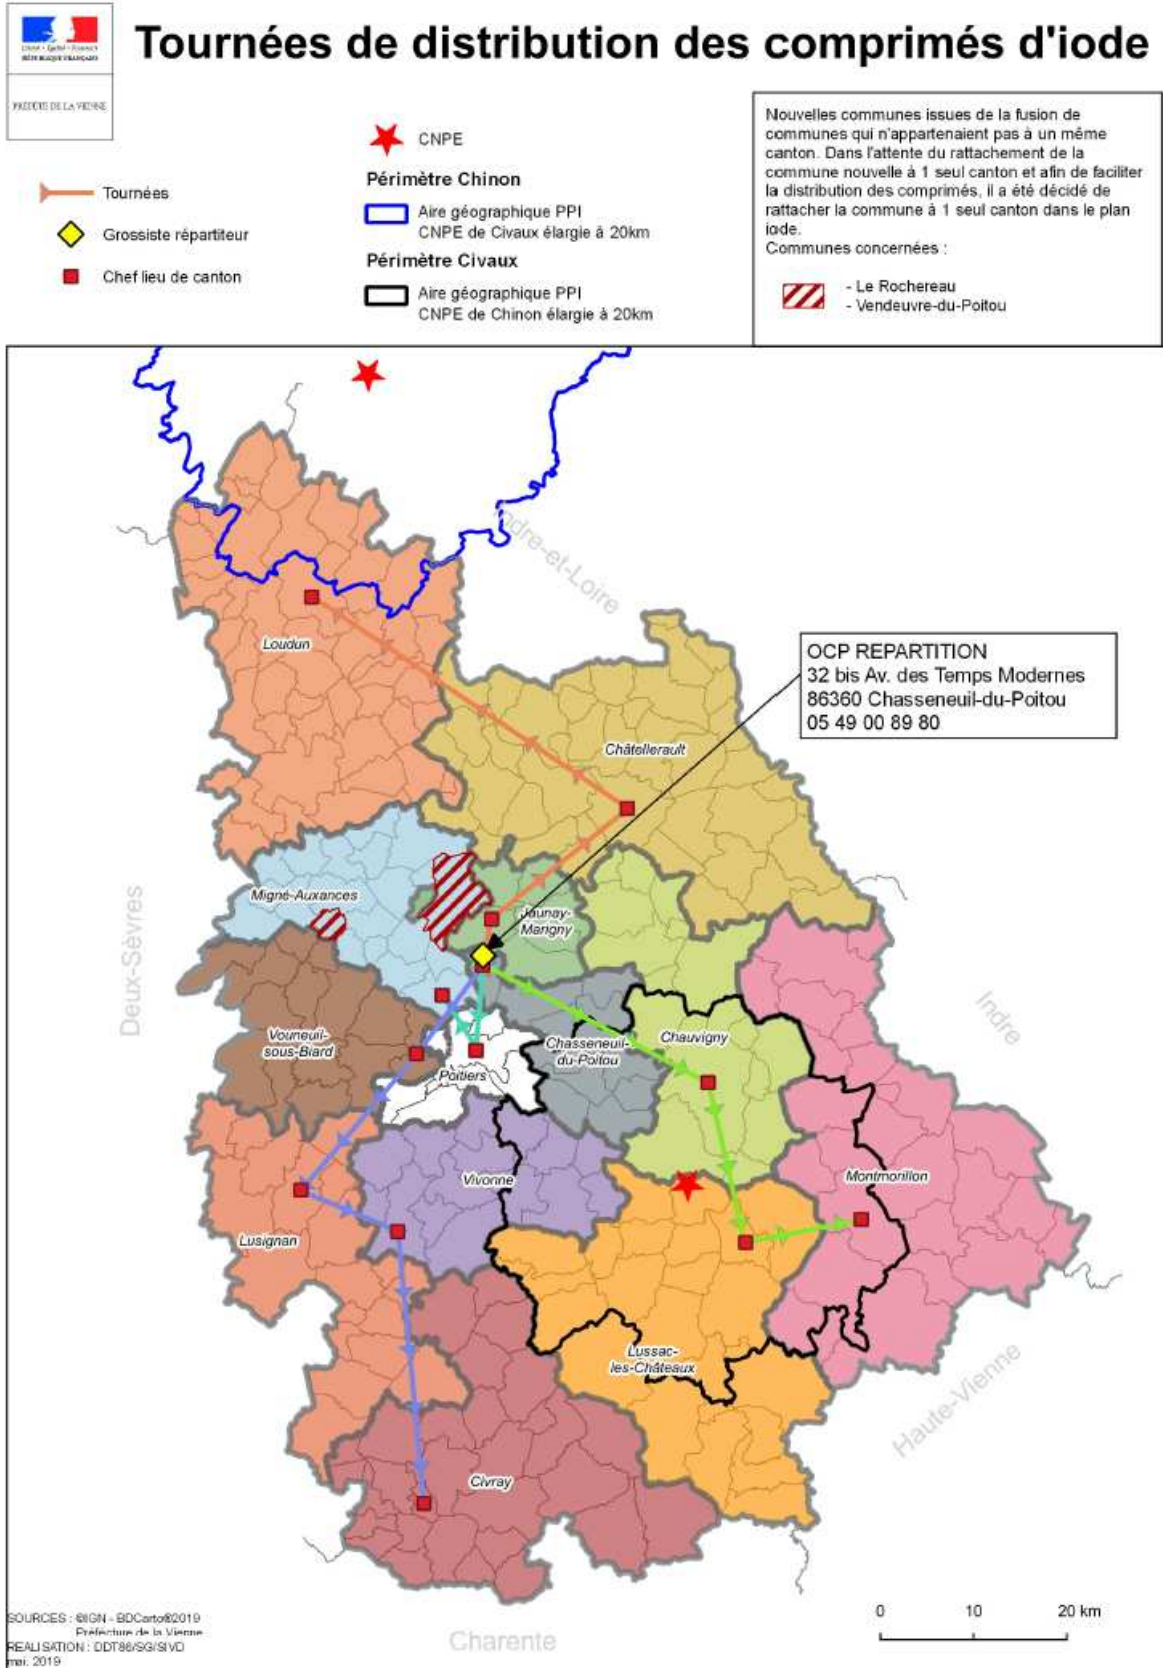 Tournées de distribution des comprimés d'iode
Liberté • Égalité • Fraternité
RÉPUBLIQUE FRANÇAISE
PRÉFET DE LA VIENNE
Tournées
Grossiste répartiteur
Chef lieu de canton
CNPE
Périmètre Chinon
Aire géographique PPI
CNPE de Civaux élargie à 20km
Périmètre Civaux
Aire géographique PPI
CNPE de Chinon élargie à 20km
Nouvelles communes issues de la fusion de
communes qui n'appartenaient pas à un même
canton. Dans l'attente du rattachement de la
commune nouvelle à 1 seul canton et afin de faciliter
la distribution des comprimés, il a été décidé de
rattacher la commune à 1 seul canton dans le plan
iode.
Communes concernées :
- Le Rochereau
- Vendeuvre-du-Poitou
Indre-et-Loire
Loudun
OCP REPARTITION
32 bis Av. des Temps Modernes
86360 Chasseneuil-du-Poitou
05 49 00 89 80
Châtellerault
Migné-Auxances
Jaunay-
Marigny
Deux-Sèvres
Indre
Vouneuil-
sous-Biard
Chasseneuil-
du-Poitou
Chauvigny
Poitiers
Vivonne
Montmorillon
Lusignan
Lussac-
les-Châteaux
Haute-Vienne
Civray
Charente
0 10 20 km
SOURCES : ©IGN - BDCarto®2019
Préfecture de la Vienne
REALISATION : DDT86/SG/SIVD
mai. 2019